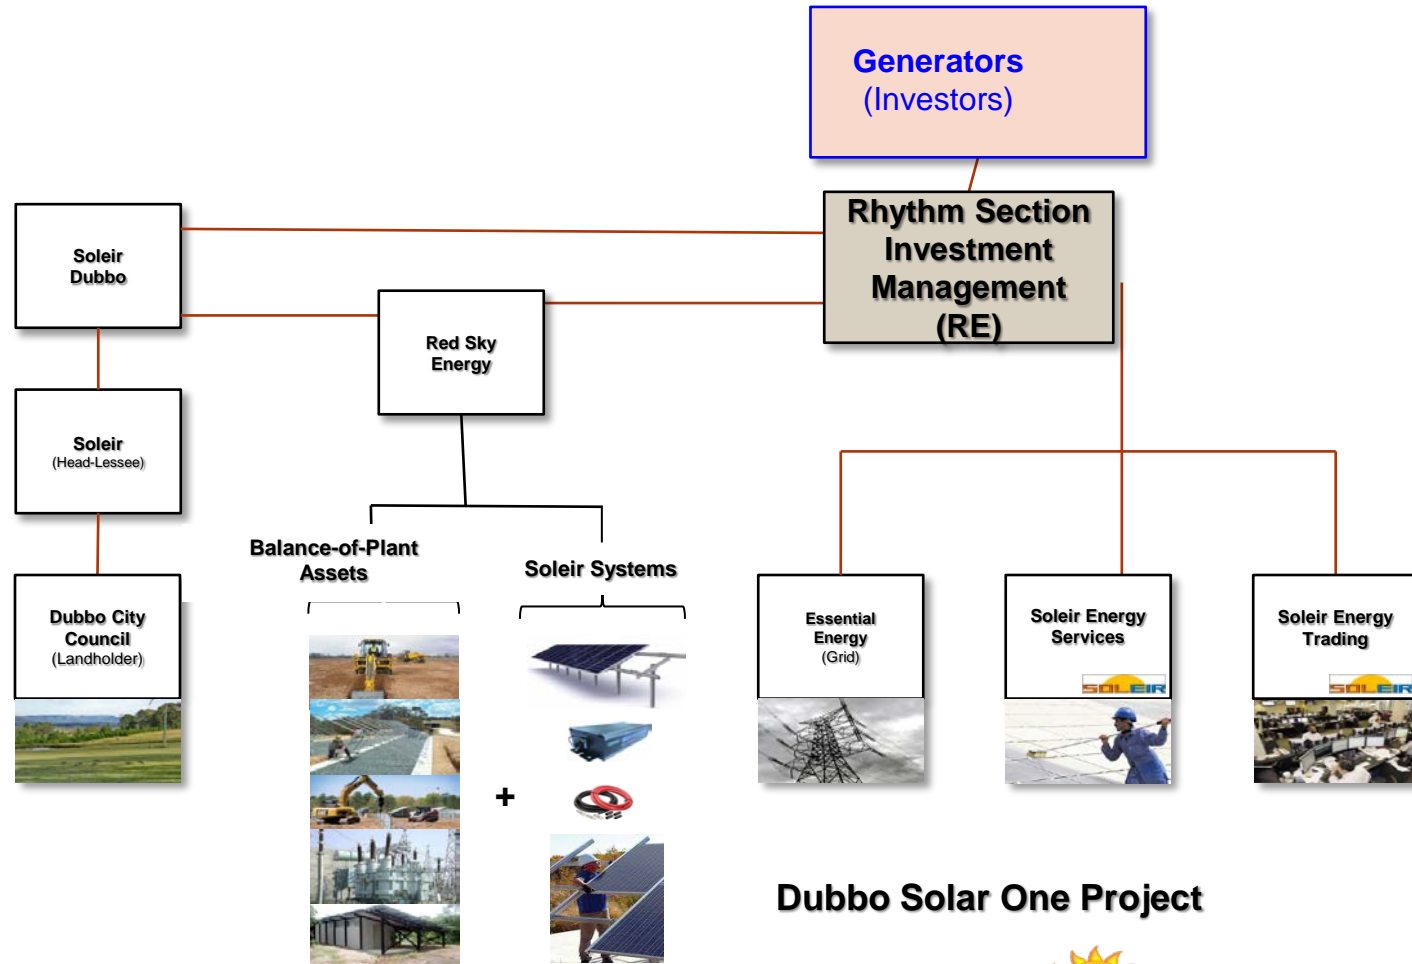 Generators
(Investors)
Rhythm Section
Investment
Management
(RE)
Soleir
Dubbo
Red Sky
Energy
Soleir
(Head-Lessee)
Balance-of-Plant
Assets
Soleir Systems
Dubbo City
Council
(Landholder)
Essential
Energy
(Grid)
Soleir Energy
Services
SOLEIR
Soleir Energy
Trading
SOLEIR
+
Dubbo Solar One Project